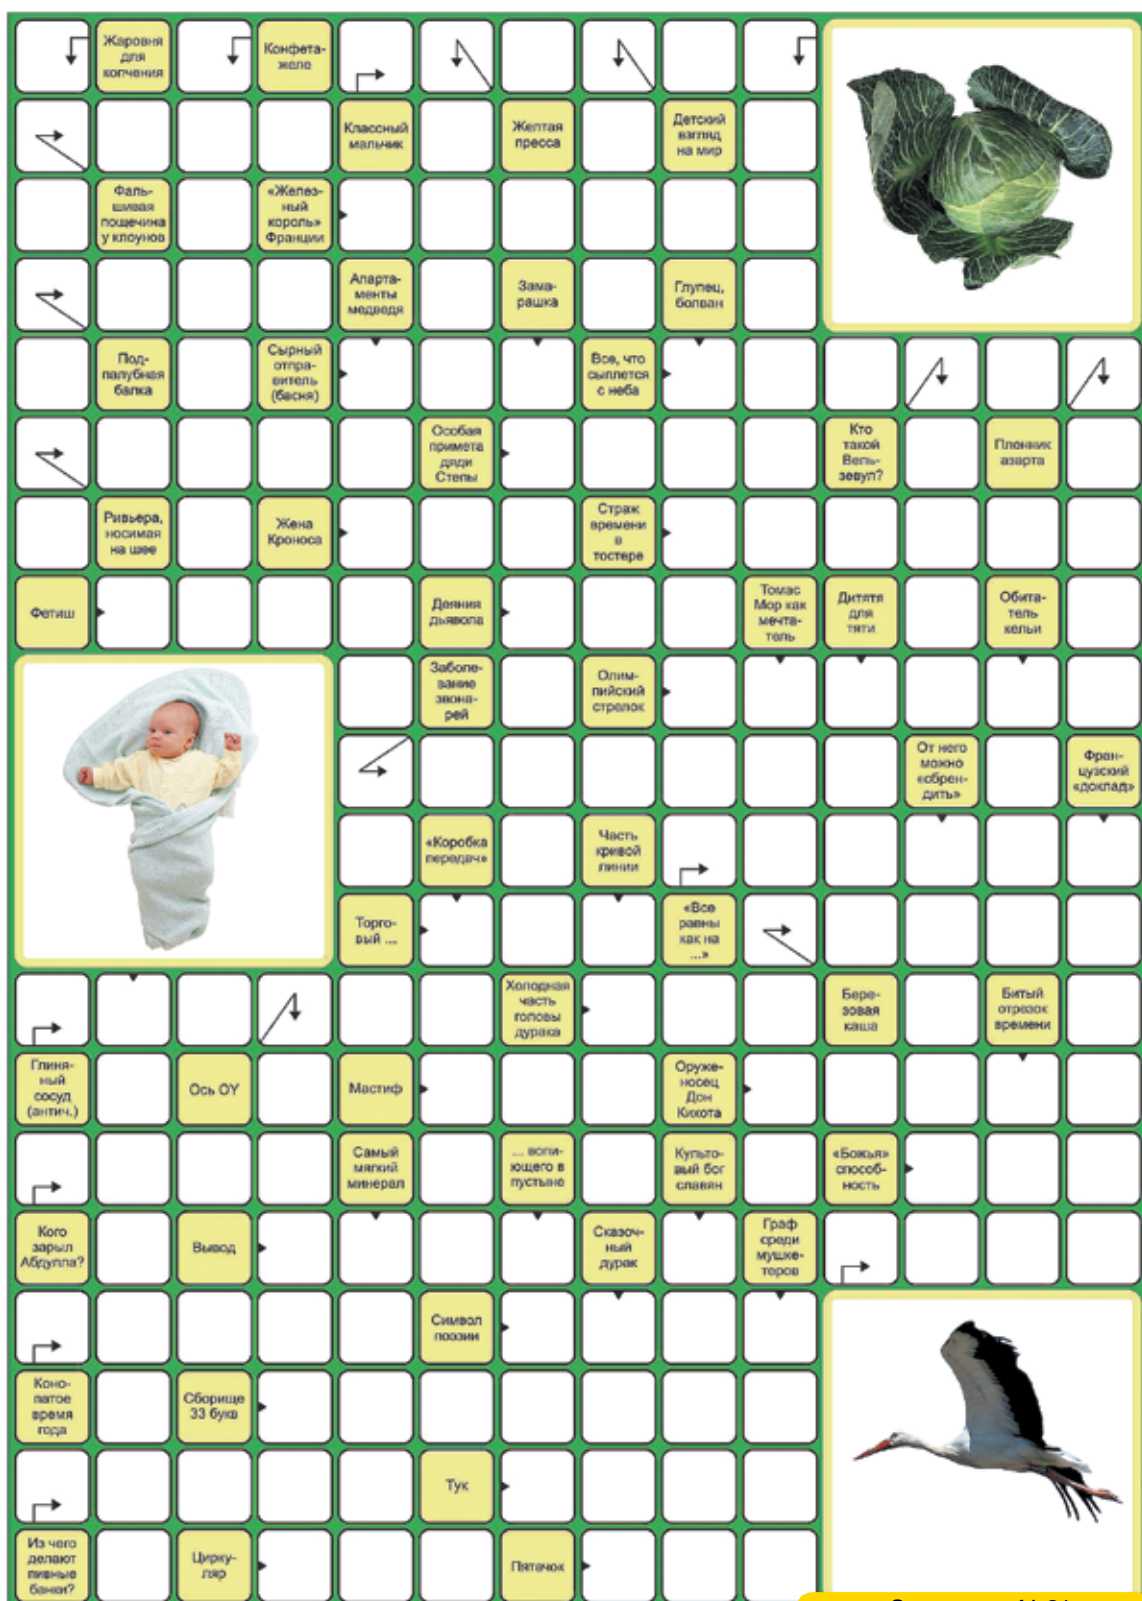 Жаровня
для
копчения
Конфета-
желе
Классный
мальчик
Желтая
пресса
Детский
взгляд
на мир
Фаль-
шивая
пощечина
у клоунов
«Желез-
ный
король»
Франции
Апарта-
менты
медведя
Зама-
рашка
Глупец,
болван
Под-
палубная
балка
Сырный
отпра-
витель
(басня)
Все, что
сыплется
с неба
Особая
примета
дяди
Степы
Кто
такой
Вель-
зевул?
Пленник
азарта
Ривьера,
носимая
на шее
Жена
Кроноса
Страж
времени
в
тостере
Фетиш
Деяния
дьявола
Томас
Мор как
мечта-
тель
Дитятя
для
тяти
Обита-
тель
кельи
Заболе-
вание
звона-
рей
Олим-
пийский
стрелок
От него
можно
«сбрен-
дить»
Фран-
цузский
«доклад»
«Коробка
передач»
Часть
кривой
линии
Торго-
вый ...
«Все
равны
как на
...»
Холодная
часть
головы
дурака
Бере-
зовая
каша
Битый
отрезок
времени
Глиня-
ный
сосуд
(антич.)
Ось OY
Мастиф
Оруже-
носец
Дон
Кихота
Самый
мягкий
минерал
... вопи-
ющего в
пустыне
Культо-
вый бог
славян
«Божья»
способ-
ность
Кого
зарыл
Абдулла?
Вывод
Сказоч-
ный
дурак
Граф
среди
мушке-
теров
Символ
поэзии
Коно-
патое
время
года
Сборище
33 букв
Тук
Из чего
делают
пивные
банки?
Цирку-
ляр
Пятачок